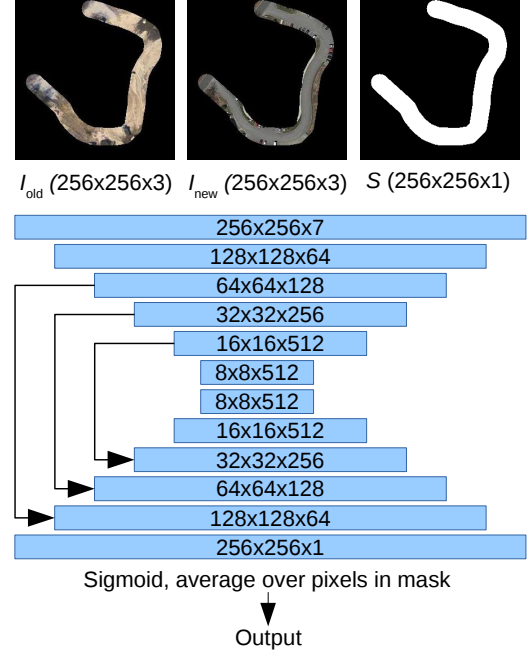 I_old (256x256x3) I_new (256x256x3) S (256x256x1)
256x256x7
128x128x64
64x64x128
32x32x256
16x16x512
8x8x512
8x8x512
16x16x512
32x32x256
64x64x128
128x128x64
256x256x1
Sigmoid, average over pixels in mask
Output